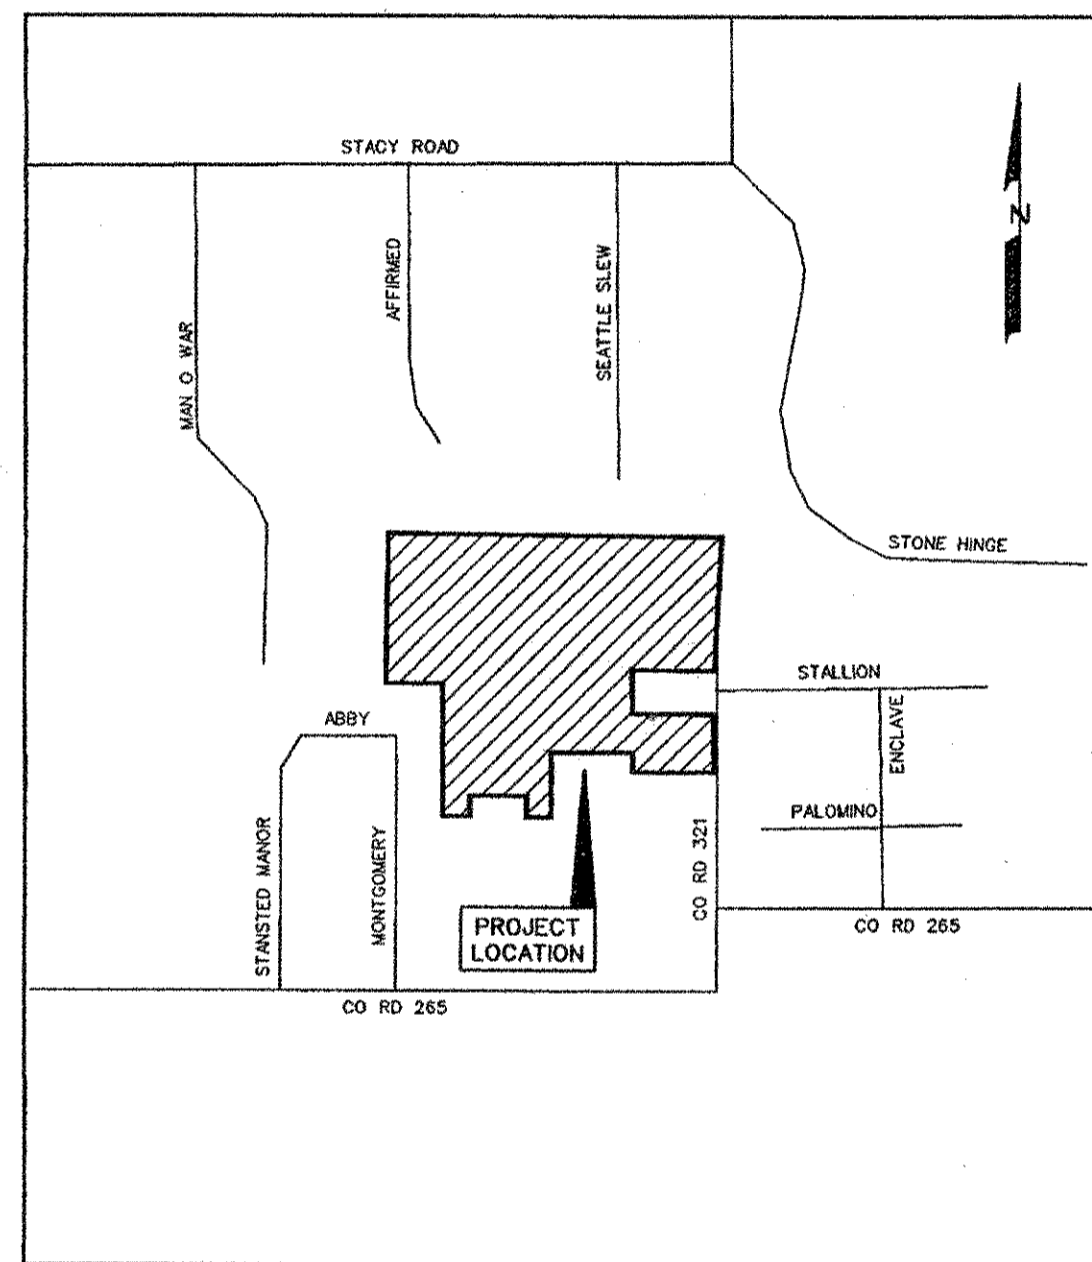 STACY ROAD
MAN O WAR
AFFIRMED
SEATTLE SLEW
N
STONE HINGE
STALLION
ENCLAVE
PALOMINO
ABBY
STANSTED MANOR
MONTGOMERY
CO RD 321
PROJECT
LOCATION
CO RD 265
CO RD 265